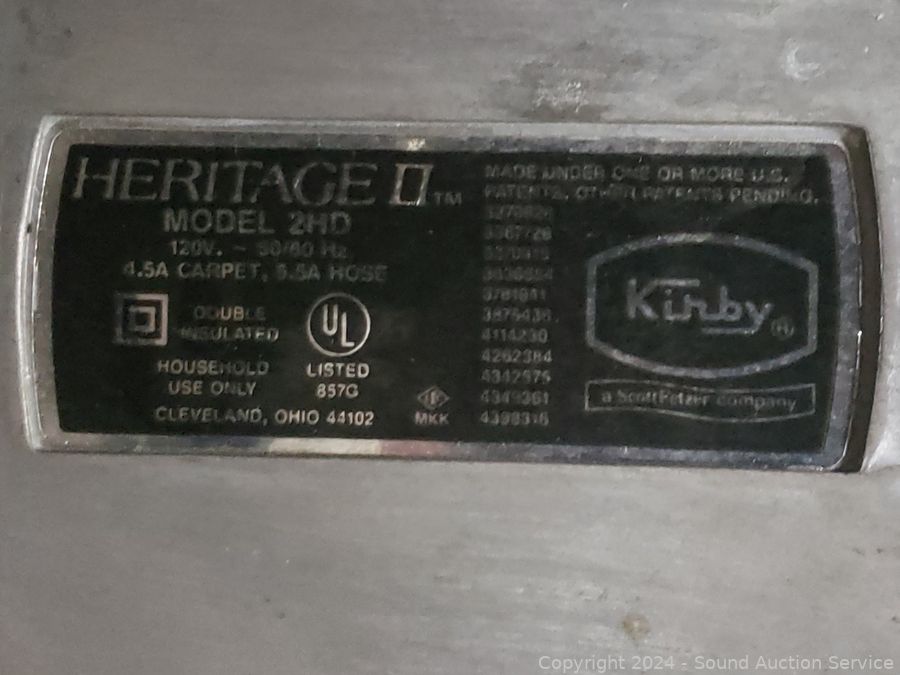 HERITAGE II TM
MODEL 2HD
120V. ~ 50/60 Hz
4.5A CARPET, 5.5A HOSE
DOUBLE
INSULATED
UL
HOUSEHOLD
USE ONLY
LISTED
857G
CLEVELAND, OHIO 44102
MKK
MADE UNDER ONE OR MORE U.S.
PATENTS, OTHER PATENTS PENDING.
4114230
4262384
4342575
4349361
4398316
Kirby ®
a Scott Fetzer company
Copyright 2024 - Sound Auction Service